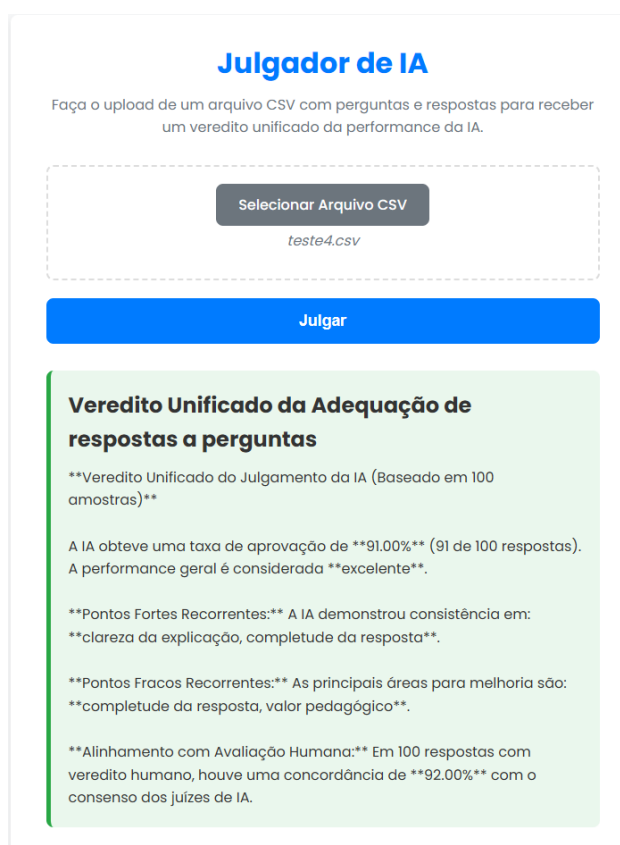 Julgador de IA
Faça o upload de um arquivo CSV com perguntas e respostas para receber
um veredito unificado da performance da IA.
Selecionar Arquivo CSV
teste4.csv
Julgar
Veredito Unificado da Adequação de
respostas a perguntas
**Veredito Unificado do Julgamento da IA (Baseado em 100
amostras)**
A IA obteve uma taxa de aprovação de **91.00%** (91 de 100 respostas).
A performance geral é considerada **excelente**.
**Pontos Fortes Recorrentes:** A IA demonstrou consistência em:
**clareza da explicação, completude da resposta**.
**Pontos Fracos Recorrentes:** As principais áreas para melhoria são:
**completude da resposta, valor pedagógico**.
**Alinhamento com Avaliação Humana:** Em 100 respostas com
veredito humano, houve uma concordância de **92.00%** com o
consenso dos juízes de IA.